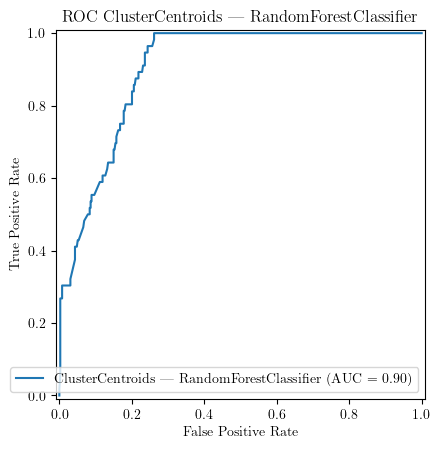 ROC ClusterCentroids — RandomForestClassifier
1.0
0.8
0.6
0.4
0.2
0.0
True Positive Rate
ClusterCentroids — RandomForestClassifier (AUC = 0.90)
0.0 0.2 0.4 0.6 0.8 1.0
False Positive Rate